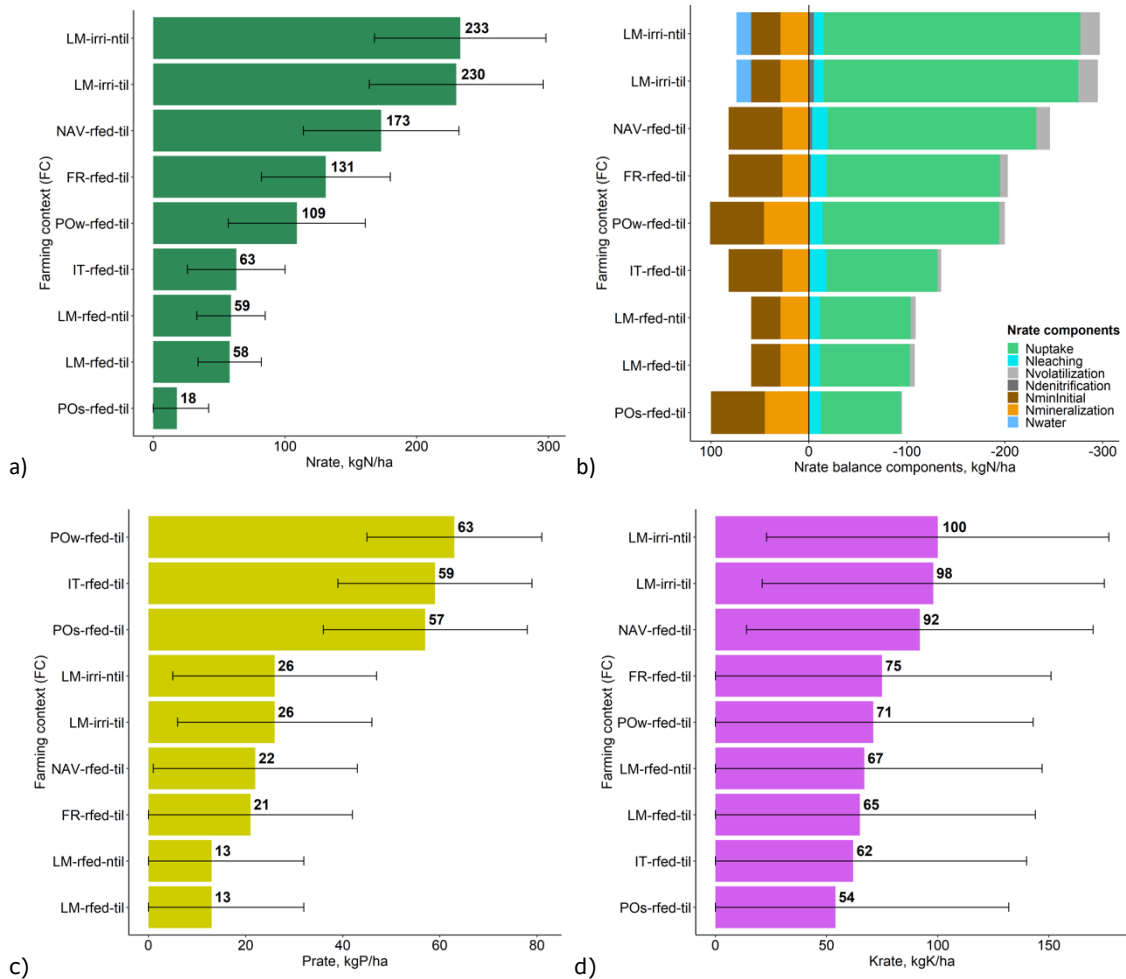 LM-irri-ntil
233
LM-irri-til
230
NAV-rfed-til
173
FR-rfed-til
131
POw-rfed-til
109
IT-rfed-til
63
LM-rfed-ntil
59
LM-rfed-til
58
POs-rfed-til
18
Farming context (FC)
0 100 200 300
Nrate, kgN/ha
a)
LM-irri-ntil
LM-irri-til
NAV-rfed-til
FR-rfed-til
POw-rfed-til
IT-rfed-til
LM-rfed-ntil
LM-rfed-til
POs-rfed-til
Farming context (FC)
Nrate components
Nuptake
Nleaching
Nvolatilization
Ndenitrification
NminInitial
Nmineralization
Nwater
100 0 -100 -200 -300
Nrate balance components, kgN/ha
b)
POw-rfed-til
63
IT-rfed-til
59
POs-rfed-til
57
LM-irri-ntil
26
LM-irri-til
26
NAV-rfed-til
22
FR-rfed-til
21
LM-rfed-ntil
13
LM-rfed-til
13
Farming context (FC)
0 20 40 60 80
Prate, kgP/ha
c)
LM-irri-ntil
100
LM-irri-til
98
NAV-rfed-til
92
FR-rfed-til
75
POw-rfed-til
71
LM-rfed-ntil
67
LM-rfed-til
65
IT-rfed-til
62
POs-rfed-til
54
Farming context (FC)
0 50 100 150
Krate, kgK/ha
d)